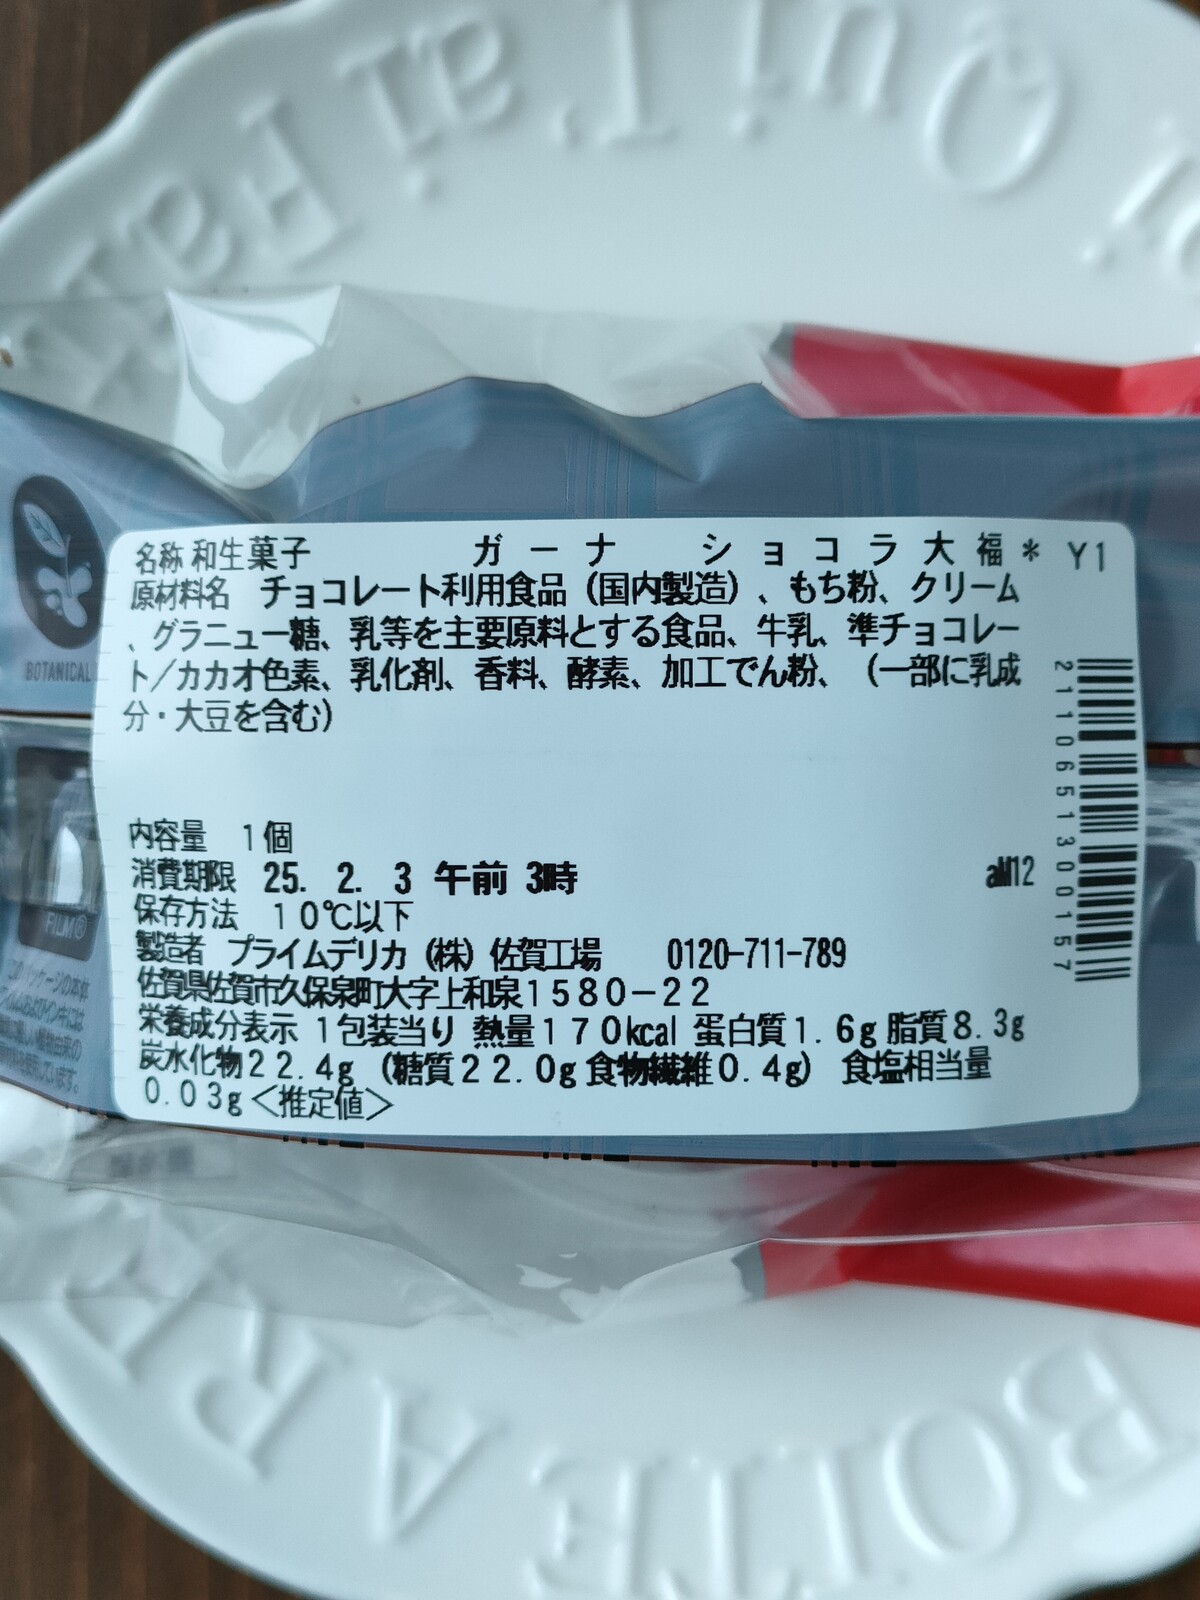 Qui T'ai Fait
名称 和生菓子 ガーナ ショコラ大福* Y1
原材料名 チョコレート利用食品(国内製造)、もち粉、クリーム
、グラニュー糖、乳等を主要原料とする食品、牛乳、準チョコレー
ト/カカオ色素、乳化剤、香料、酵素、加工でん粉、(一部に乳成
分・大豆を含む)
2110651300157
内容量 1個
消費期限 25. 2. 3 午前 3時 aM12
保存方法 10℃以下
製造者 プライムデリカ(株)佐賀工場 0120-711-789
佐賀県佐賀市久保泉町大字上和泉1580-22
栄養成分表示 1包装当り 熱量170kcal 蛋白質1.6g 脂質8.3g
炭水化物22.4g (糖質22.0g 食物繊維0.4g) 食塩相当量
0.03g<推定値>
BOTANICAL
FILM®